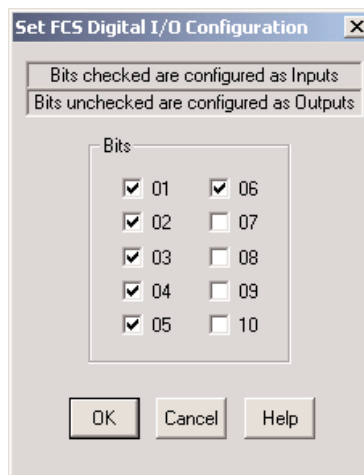 Set FCS Digital I/O Configuration
Bits checked are configured as Inputs
Bits unchecked are configured as Outputs
Bits
01 06
02 07
03 08
04 09
05 10
OK Cancel Help